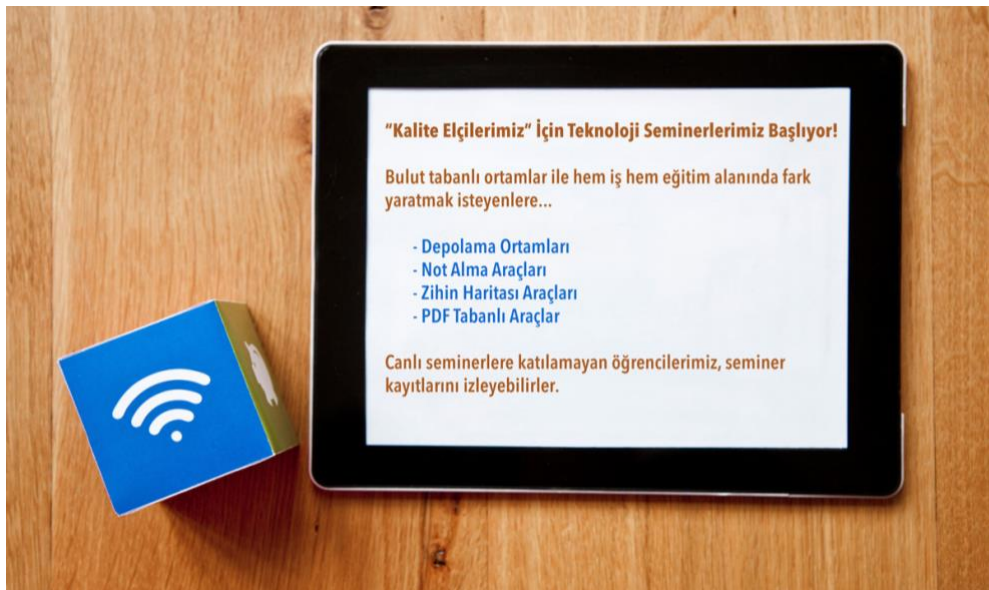 “Kalite Elçilerimiz” İçin Teknoloji Seminerlerimiz Başlıyor!
Bulut tabanlı ortamlar ile hem iş hem eğitim alanında fark
yaratmak isteyenlere...
- Depolama Ortamları
- Not Alma Araçları
- Zihin Haritası Araçları
- PDF Tabanlı Araçlar
Canlı seminerlere katılamayan öğrencilerimiz, seminer
kayıtlarını izleyebilirler.